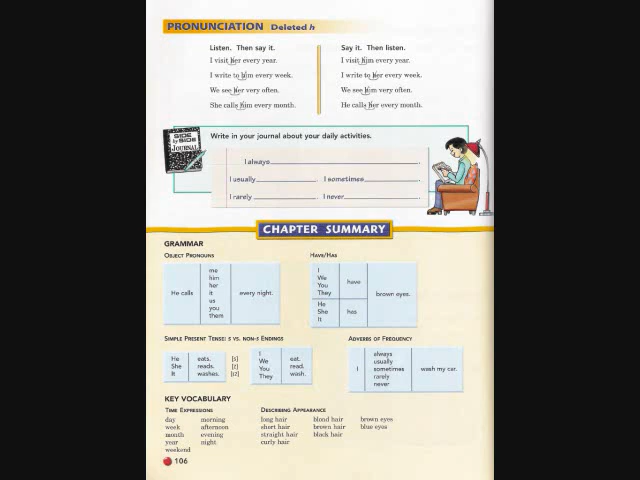 PRONUNCIATION Deleted h
Listen. Then say it.
I visit her every year.
I write to him every week.
We see her very often.
She calls him every month.
Say it. Then listen.
I visit him every year.
I write to her every week.
We see him very often.
He calls her every month.
SIDE by SIDE JOURNAL
Write in your journal about your daily activities.
I always
I usually I sometimes
I rarely I never
CHAPTER SUMMARY
GRAMMAR
OBJECT PRONOUNS
He calls
me
him
her
it
us
you
them
every night.
HAVE/HAS
I
We
You
They
have
He
She
It
has
brown eyes.
SIMPLE PRESENT TENSE: S VS. NON-S ENDINGS
He eats. [s]
She reads. [z]
It washes. [ɪz]
I
We
You
They
eat.
read.
wash.
ADVERBS OF FREQUENCY
I
always
usually
sometimes
rarely
never
wash my car.
KEY VOCABULARY
TIME EXPRESSIONS
day morning
week afternoon
month evening
year night
weekend
DESCRIBING APPEARANCE
long hair blond hair brown eyes
short hair brown hair blue eyes
straight hair black hair
curly hair
106